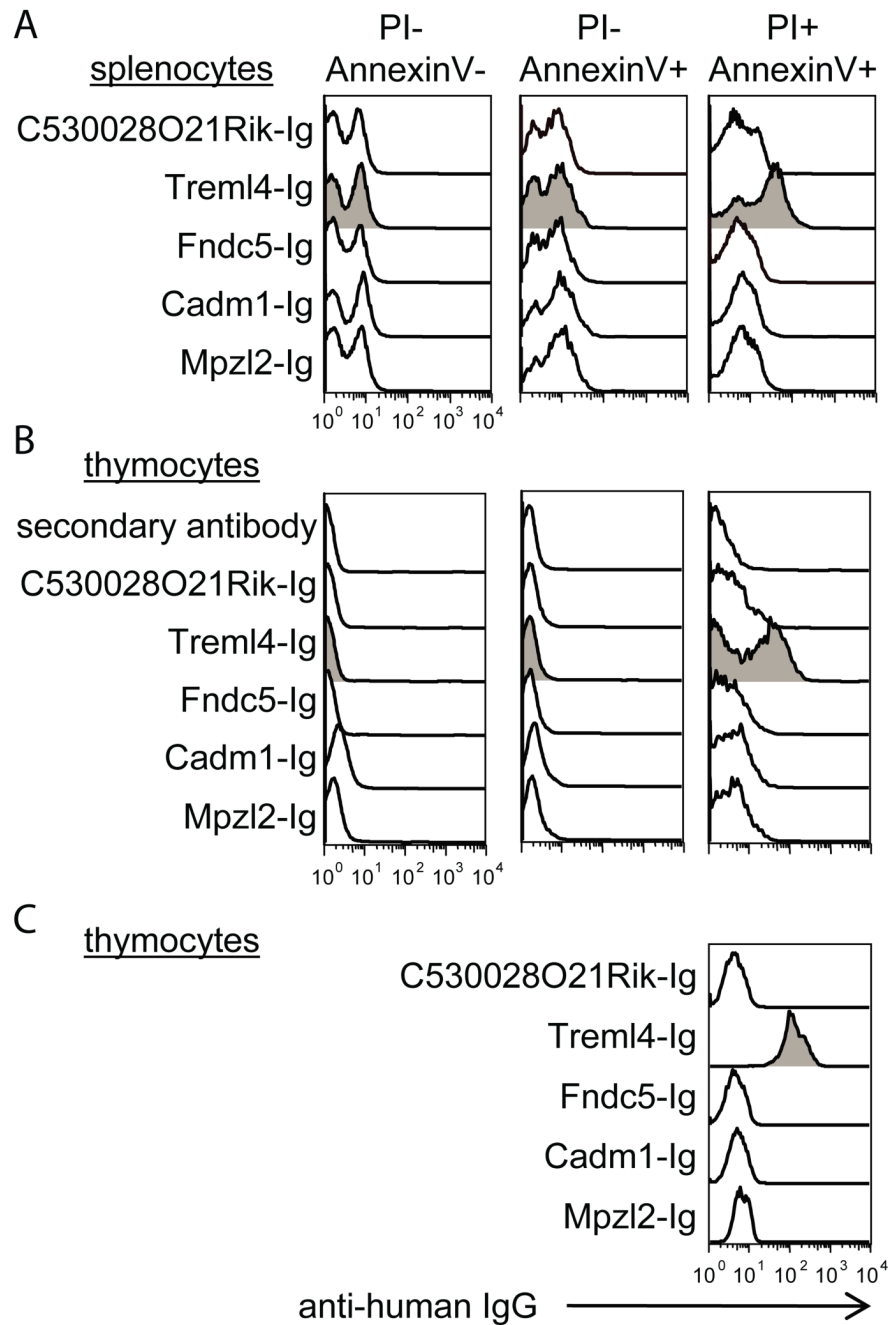 A
splenocytes
PI-
AnnexinV-
PI-
AnnexinV+
PI+
AnnexinV+
C530028O21Rik-Ig
Treml4-Ig
Fndc5-Ig
Cadm1-Ig
Mpzl2-Ig
10⁰ 10¹ 10² 10³ 10⁴
B
thymocytes
secondary antibody
C530028O21Rik-Ig
Treml4-Ig
Fndc5-Ig
Cadm1-Ig
Mpzl2-Ig
10⁰ 10¹ 10² 10³ 10⁴
C
thymocytes
C530028O21Rik-Ig
Treml4-Ig
Fndc5-Ig
Cadm1-Ig
Mpzl2-Ig
10⁰ 10¹ 10² 10³ 10⁴
anti-human IgG